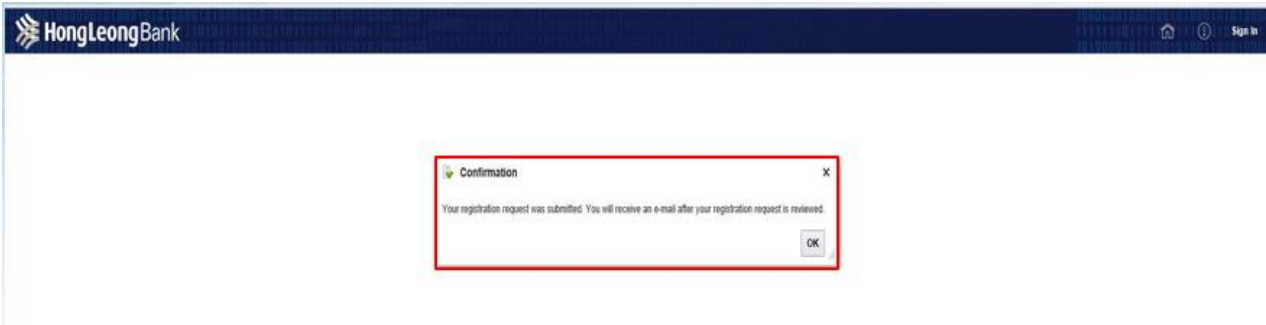 HongLeongBank
Sign In
Confirmation
X
Your registration request was submitted. You will receive an e-mail after your registration request is reviewed.
OK